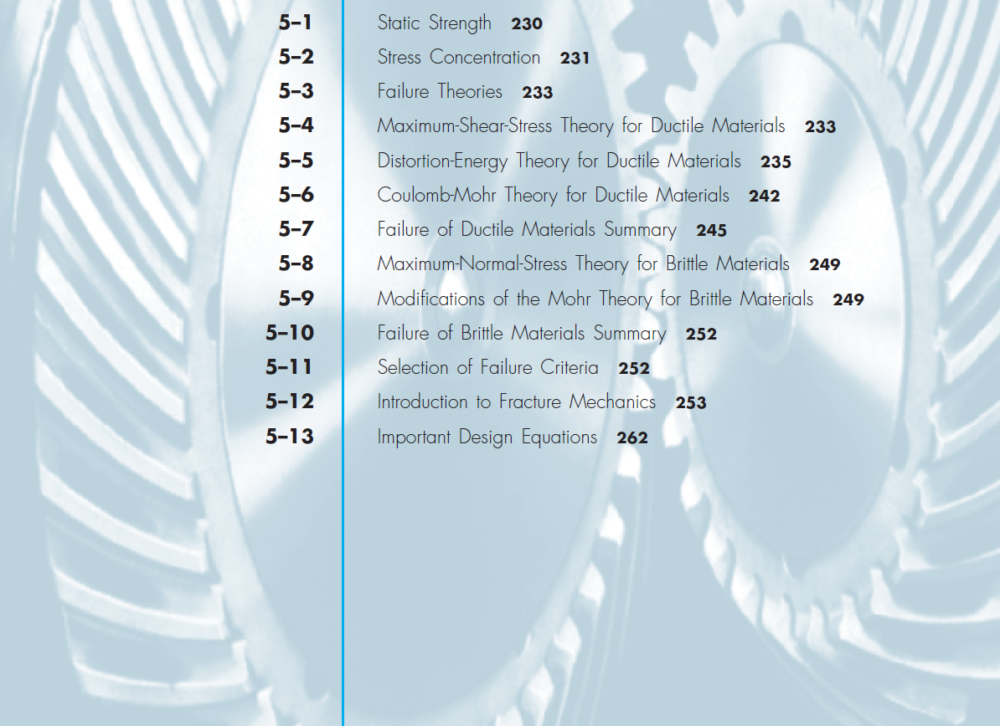 5–1 Static Strength 230
5–2 Stress Concentration 231
5–3 Failure Theories 233
5–4 Maximum-Shear-Stress Theory for Ductile Materials 233
5–5 Distortion-Energy Theory for Ductile Materials 235
5–6 Coulomb-Mohr Theory for Ductile Materials 242
5–7 Failure of Ductile Materials Summary 245
5–8 Maximum-Normal-Stress Theory for Brittle Materials 249
5–9 Modifications of the Mohr Theory for Brittle Materials 249
5–10 Failure of Brittle Materials Summary 252
5–11 Selection of Failure Criteria 252
5–12 Introduction to Fracture Mechanics 253
5–13 Important Design Equations 262